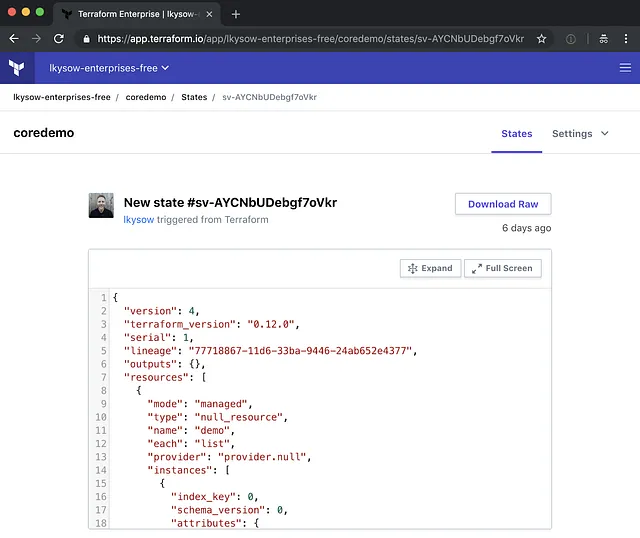 Terraform Enterprise | lkysow-
https://app.terraform.io/app/lkysow-enterprises-free/coredemo/states/sv-AYCNbUDebgf7oVkr
lkysow-enterprises-free
lkysow-enterprises-free / coredemo / States / sv-AYCNbUDebgf7oVkr
coredemo
States
Settings
New state #sv-AYCNbUDebgf7oVkr
Download Raw
lkysow triggered from Terraform
6 days ago
Expand
Full Screen
1 {
2 "version": 4,
3 "terraform_version": "0.12.0",
4 "serial": 1,
5 "lineage": "77718867-11d6-33ba-9446-24ab652e4377",
6 "outputs": {},
7 "resources": [
8 {
9 "mode": "managed",
10 "type": "null_resource",
11 "name": "demo",
12 "each": "list",
13 "provider": "provider.null",
14 "instances": [
15 {
16 "index_key": 0,
17 "schema_version": 0,
18 "attributes": {